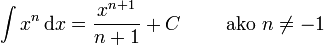 ∫ xⁿ dx = xⁿ⁺¹/(n + 1) + C ako n ≠ −1